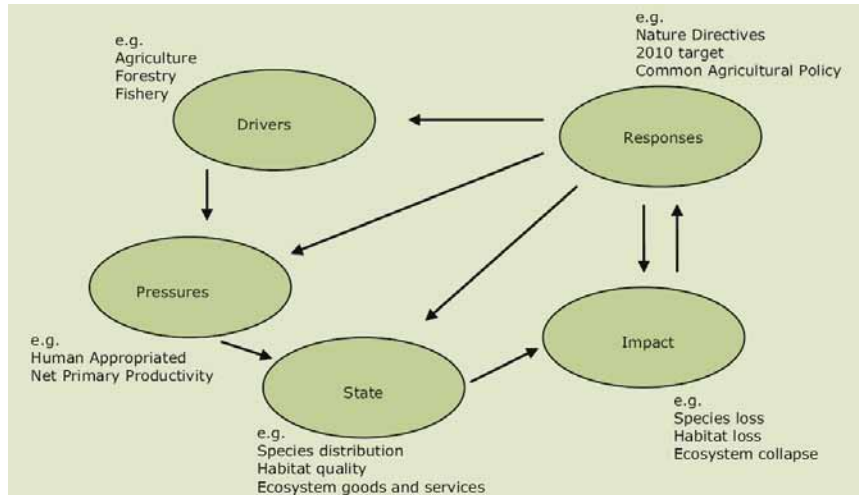 e.g.
Agriculture
Forestry
Fishery
Drivers
e.g.
Nature Directives
2010 target
Common Agricultural Policy
Responses
Pressures
e.g.
Human Appropriated
Net Primary Productivity
State
e.g.
Species distribution
Habitat quality
Ecosystem goods and services
Impact
e.g.
Species loss
Habitat loss
Ecosystem collapse